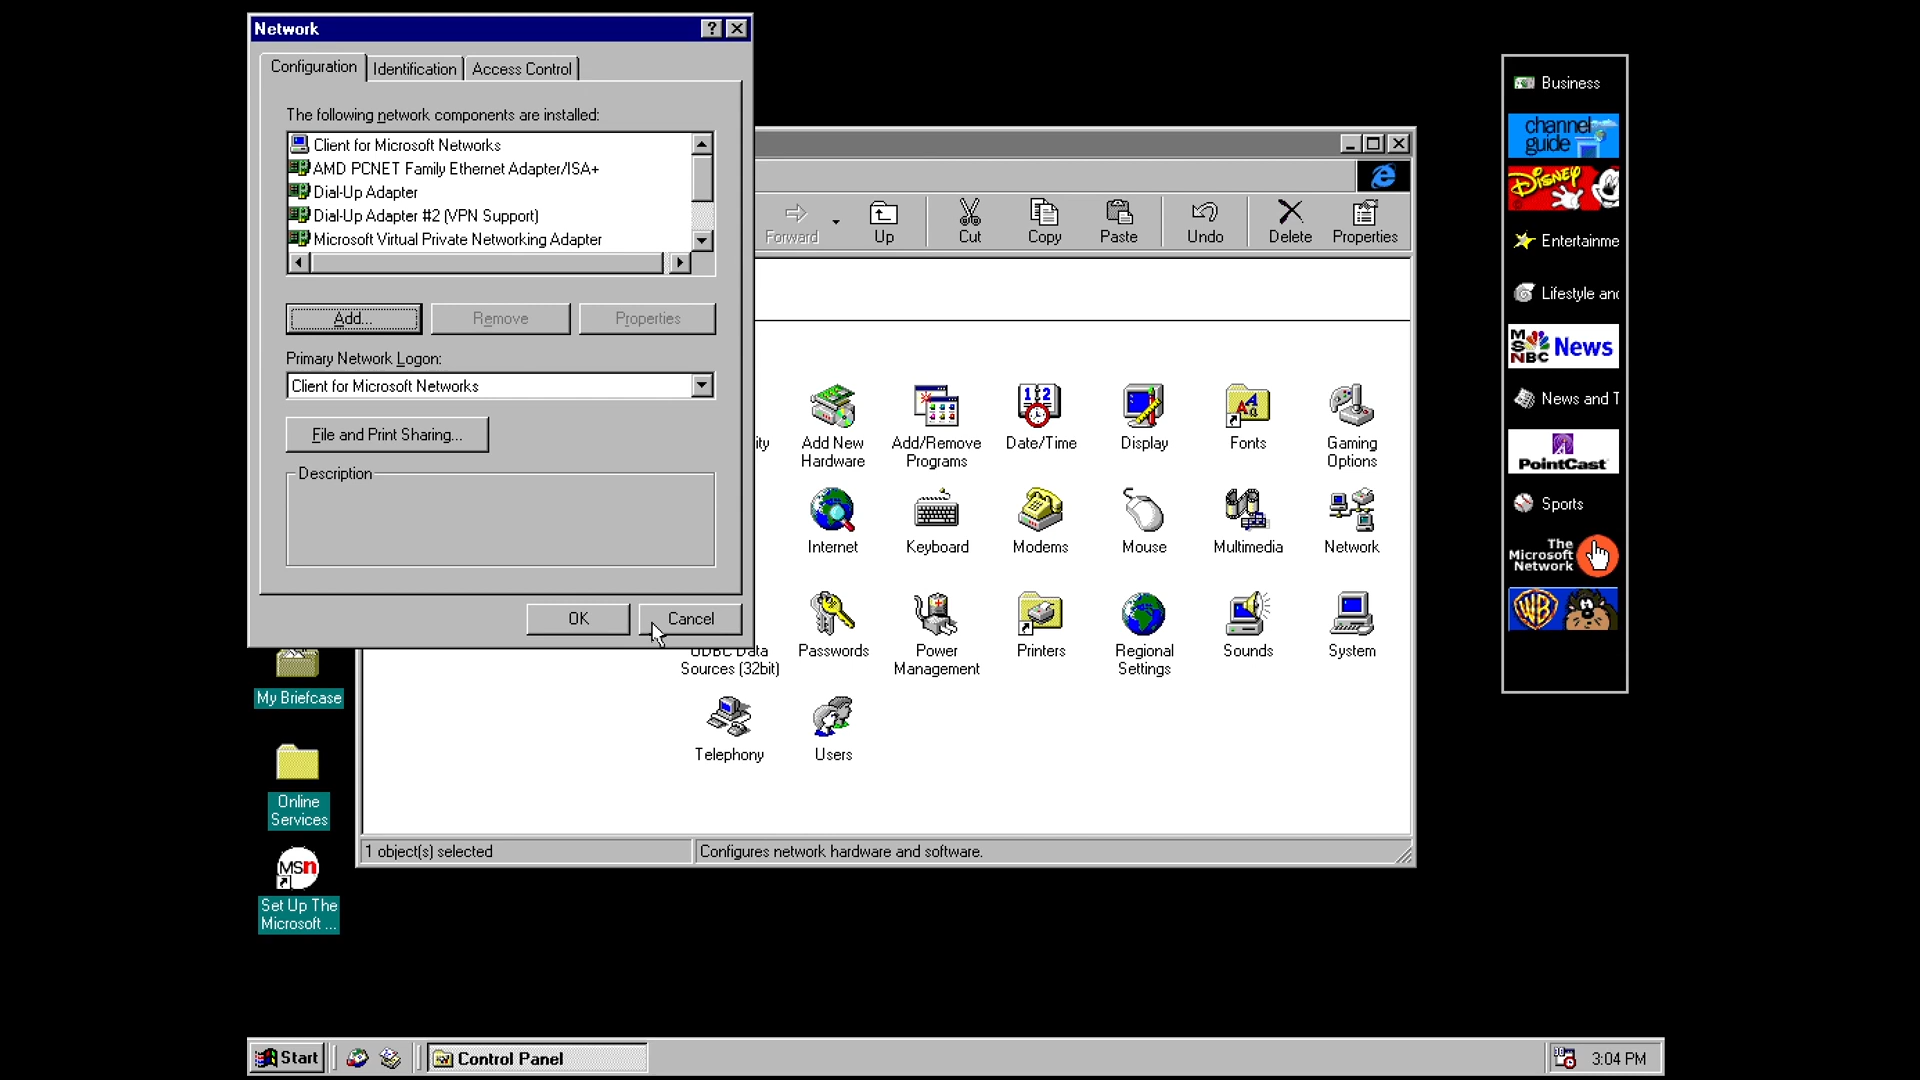 Network
Configuration
Identification
Access Control
The following network components are installed:
Client for Microsoft Networks
AMD PCNET Family Ethernet Adapter/ISA+
Dial-Up Adapter
Dial-Up Adapter #2 (VPN Support)
Microsoft Virtual Private Networking Adapter
Add...
Remove
Properties
Primary Network Logon:
Client for Microsoft Networks
File and Print Sharing...
Description
OK
Cancel
Forward
Up
Cut
Copy
Paste
Undo
Delete
Properties
ity
Add New
Hardware
Add/Remove
Programs
Date/Time
Display
Fonts
Gaming
Options
Internet
Keyboard
Modems
Mouse
Multimedia
Network
ODBC Data
Sources (32bit)
Passwords
Power
Management
Printers
Regional
Settings
Sounds
System
Telephony
Users
1 object(s) selected
Configures network hardware and software.
My Briefcase
Online
Services
MSn
Set Up The
Microsoft ...
Business
channel
guide
DISNEY
Entertainme
Lifestyle and
MSNBC News
News and T
PointCast
Sports
The
Microsoft
Network
WB
Start
Control Panel
3:04 PM